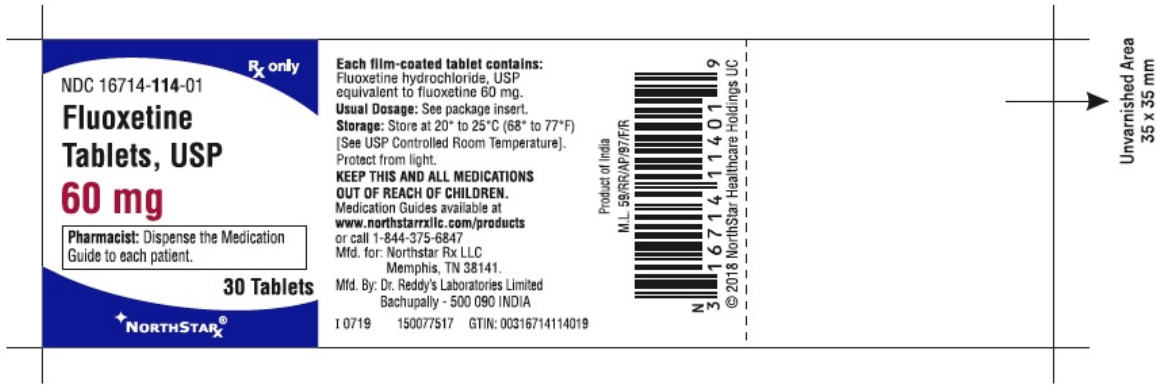 Rx only
NDC 16714-114-01
Fluoxetine
Tablets, USP
60 mg
Pharmacist: Dispense the Medication
Guide to each patient.
30 Tablets
NORTHSTARx®
Each film-coated tablet contains:
Fluoxetine hydrochloride, USP
equivalent to fluoxetine 60 mg.
Usual Dosage: See package insert.
Storage: Store at 20° to 25°C (68° to 77°F)
[See USP Controlled Room Temperature].
Protect from light.
KEEP THIS AND ALL MEDICATIONS
OUT OF REACH OF CHILDREN.
Medication Guides available at
www.northstarrxllc.com/products
or call 1-844-375-6847
Mfd. for: Northstar Rx LLC
Memphis, TN 38141.
Mfd. By: Dr. Reddy's Laboratories Limited
Bachupally - 500 090 INDIA
I 0719 150077517 GTIN: 00316714114019
Product of India
M.L. 59/RR/AP/97/F/R
N 3 16714 11401 9
© 2018 NorthStar Healthcare Holdings UC
Unvarnished Area
35 x 35 mm